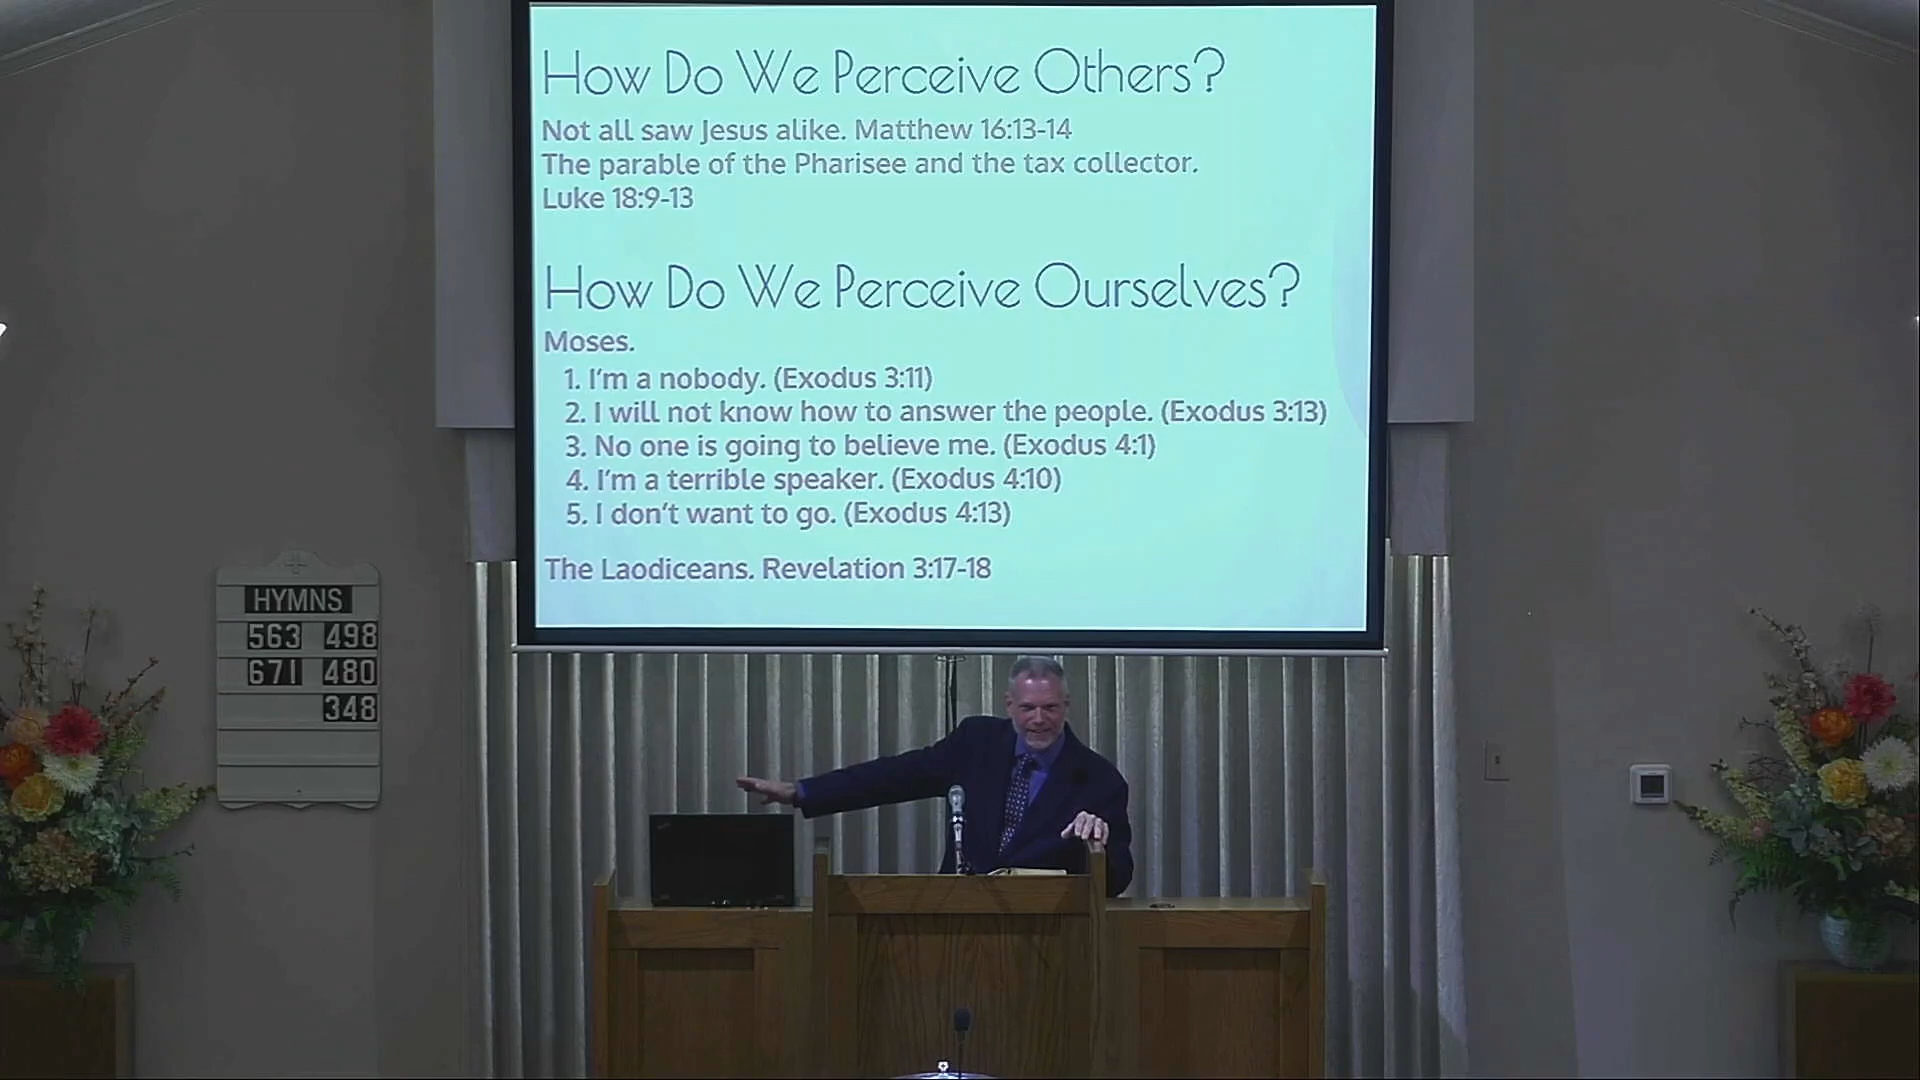 How Do We Perceive Others?
Not all saw Jesus alike. Matthew 16:13-14
The parable of the Pharisee and the tax collector.
Luke 18:9-13
How Do We Perceive Ourselves?
Moses.
1. I'm a nobody. (Exodus 3:11)
2. I will not know how to answer the people. (Exodus 3:13)
3. No one is going to believe me. (Exodus 4:1)
4. I'm a terrible speaker. (Exodus 4:10)
5. I don't want to go. (Exodus 4:13)
The Laodiceans. Revelation 3:17-18
HYMNS
563 498
671 480
348